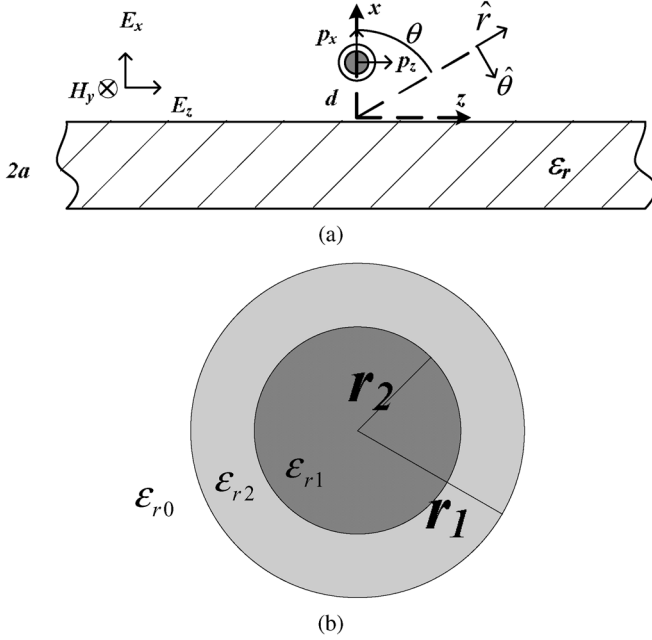 x
E_x
p_x θ r̂
p_z
H_y E_z d z θ̂
2a ε_r
(a)
r_2
ε_r1
ε_r2
ε_r0
r_1
(b)